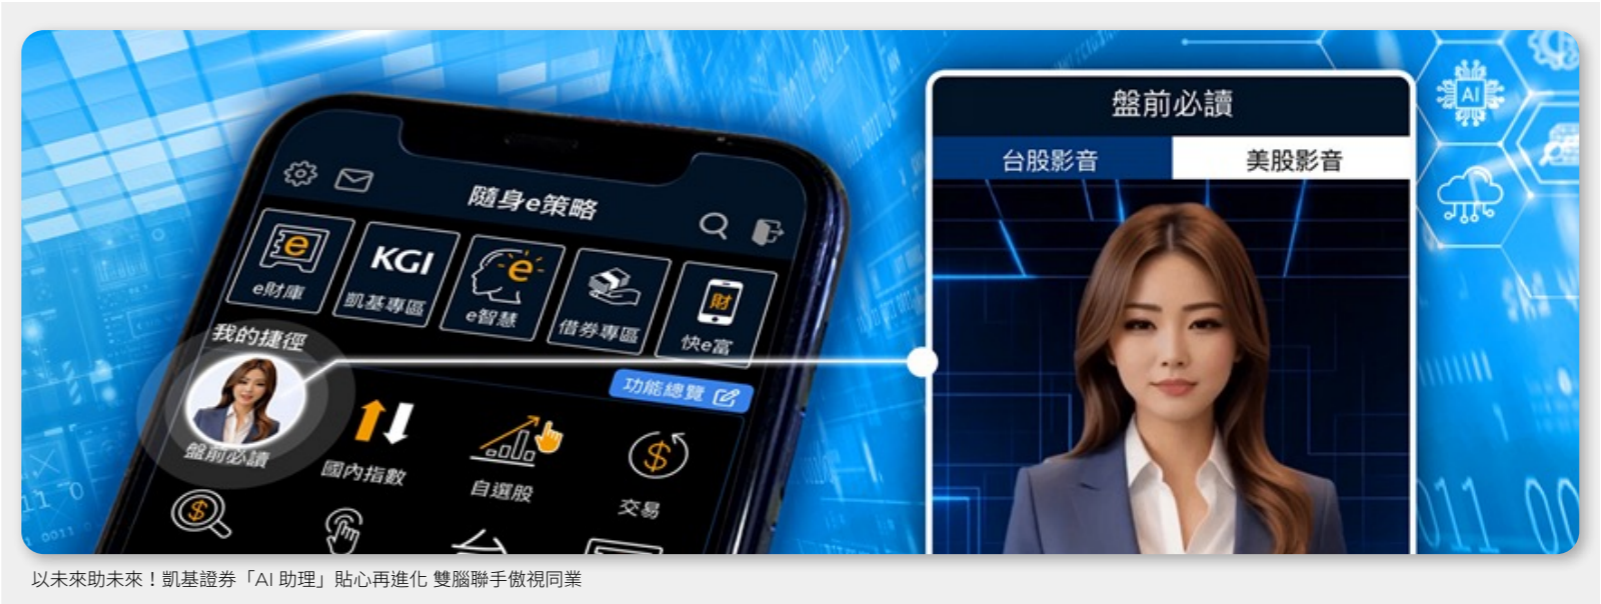 隨身e策略
e財庫
KGI
凱基專區
e智慧
借券專區
財
快e富
我的捷徑
功能總覽
盤前必讀
國內指數
自選股
交易
盤前必讀
台股影音
美股影音
AI
以未來助未來！凱基證券「AI 助理」貼心再進化 雙腦聯手傲視同業